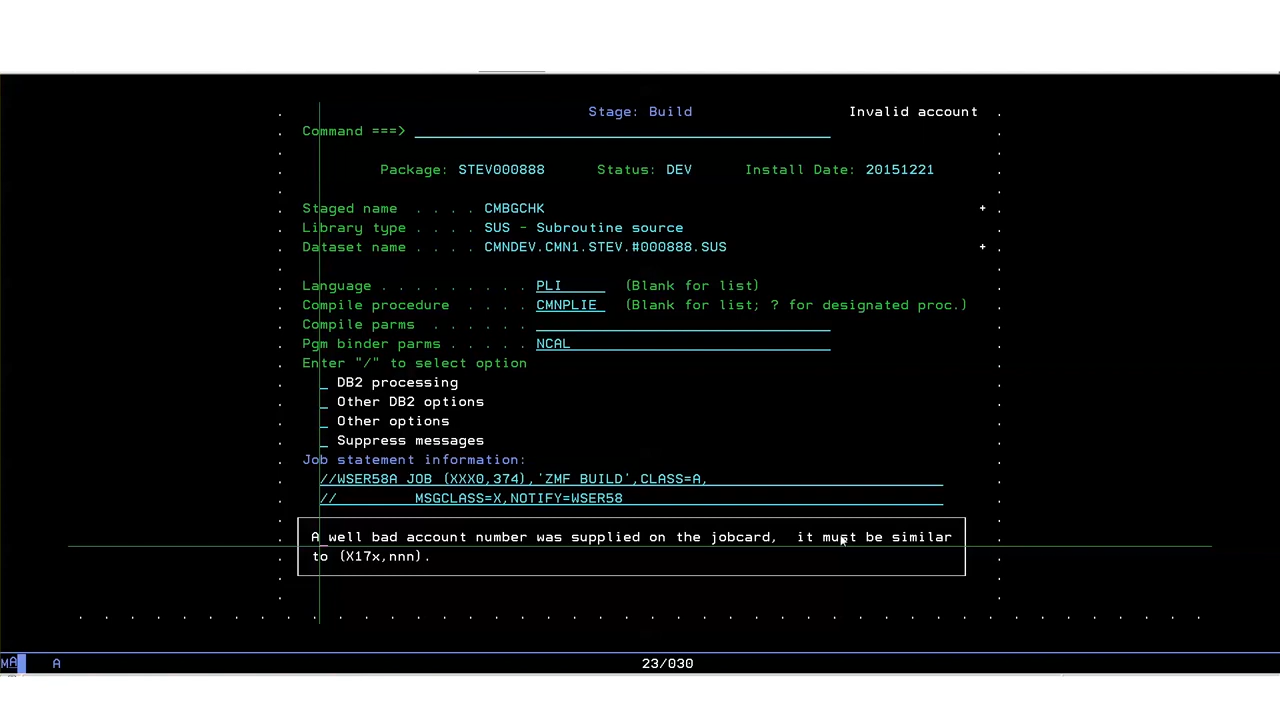 Stage: Build Invalid account
Command ===>
Package: STEV000888 Status: DEV Install Date: 20151221
Staged name . . . . CMBGCHK +
Library type . . . . SUS - Subroutine source
Dataset name . . . . CMNDEV.CMN1.STEV.#000888.SUS +
Language . . . . . . . . . PLI (Blank for list)
Compile procedure . . . . CMNPLIE (Blank for list; ? for designated proc.)
Compile parms . . . . . .
Pgm binder parms . . . . . NCAL
Enter "/" to select option
_ DB2 processing
_ Other DB2 options
_ Other options
_ Suppress messages
Job statement information:
//WSER58A JOB (XXX0,374),'ZMF BUILD',CLASS=A,
// MSGCLASS=X,NOTIFY=WSER58
A well bad account number was supplied on the jobcard, it must be similar
to (X17x,nnn).
MA A 23/030